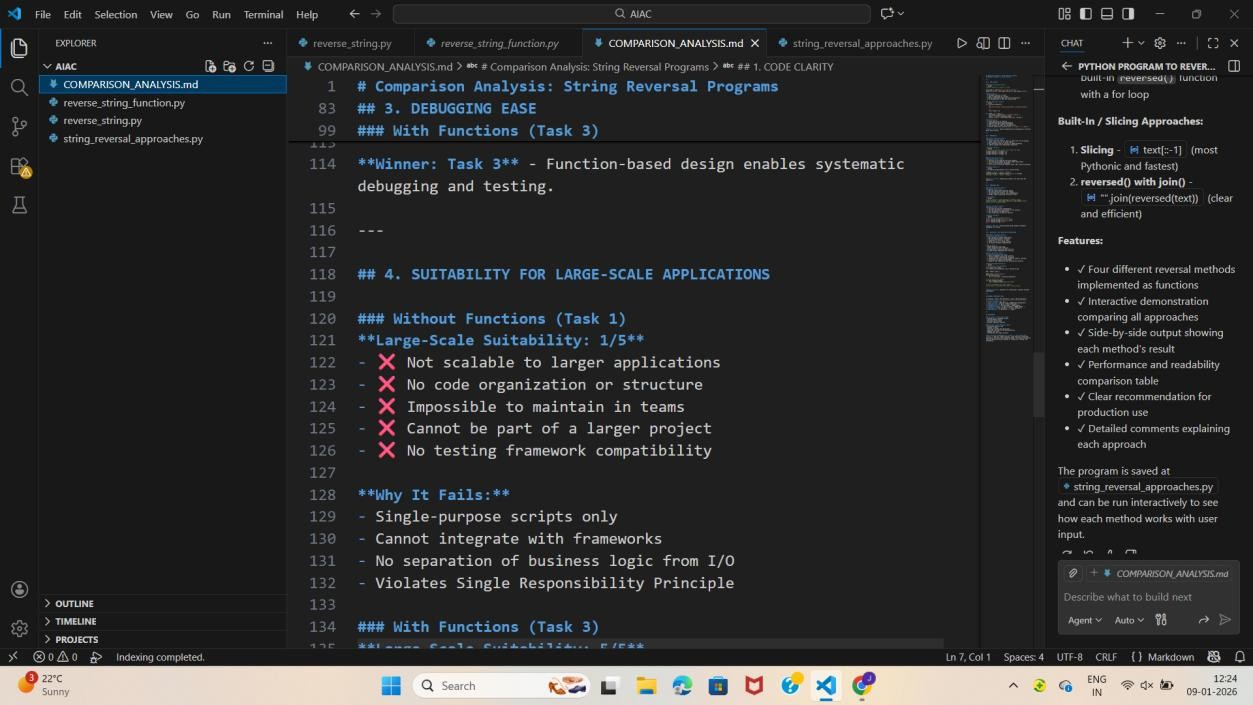 File Edit Selection View Go Run Terminal Help
AIAC
EXPLORER
AIAC
COMPARISON_ANALYSIS.md
reverse_string_function.py
reverse_string.py
string_reversal_approaches.py
OUTLINE
TIMELINE
PROJECTS
reverse_string.py
reverse_string_function.py
COMPARISON_ANALYSIS.md
string_reversal_approaches.py
COMPARISON_ANALYSIS.md > # Comparison Analysis: String Reversal Programs > ## 1. CODE CLARITY
1 # Comparison Analysis: String Reversal Programs
83 ## 3. DEBUGGING EASE
99 ### With Functions (Task 3)
113
114 **Winner: Task 3** - Function-based design enables systematic
debugging and testing.
115
116 ---
117
118 ## 4. SUITABILITY FOR LARGE-SCALE APPLICATIONS
119
120 ### Without Functions (Task 1)
121 **Large-Scale Suitability: 1/5**
122 - ❌ Not scalable to larger applications
123 - ❌ No code organization or structure
124 - ❌ Impossible to maintain in teams
125 - ❌ Cannot be part of a larger project
126 - ❌ No testing framework compatibility
127
128 **Why It Fails:**
129 - Single-purpose scripts only
130 - Cannot integrate with frameworks
131 - No separation of business logic from I/O
132 - Violates Single Responsibility Principle
133
134 ### With Functions (Task 3)
135 **Large-Scale Suitability: 5/5**
CHAT
PYTHON PROGRAM TO REVER...
built-in reversed() function
with a for loop
Built-In / Slicing Approaches:
1. Slicing - text[::-1] (most
Pythonic and fastest)
2. reversed() with join() -
"".join(reversed(text)) (clear
and efficient)
Features:
• ✓ Four different reversal methods
implemented as functions
• ✓ Interactive demonstration
comparing all approaches
• ✓ Side-by-side output showing
each method's result
• ✓ Performance and readability
comparison table
• ✓ Clear recommendation for
production use
• ✓ Detailed comments explaining
each approach
The program is saved at
string_reversal_approaches.py
and can be run interactively to see
how each method works with user
input.
COMPARISON_ANALYSIS.md
Describe what to build next
Agent Auto
0 0 Indexing completed.
Ln 7, Col 1 Spaces: 4 UTF-8 CRLF { } Markdown
3
22°C
Sunny
Search
J
ENG
IN
12:24
09-01-2026